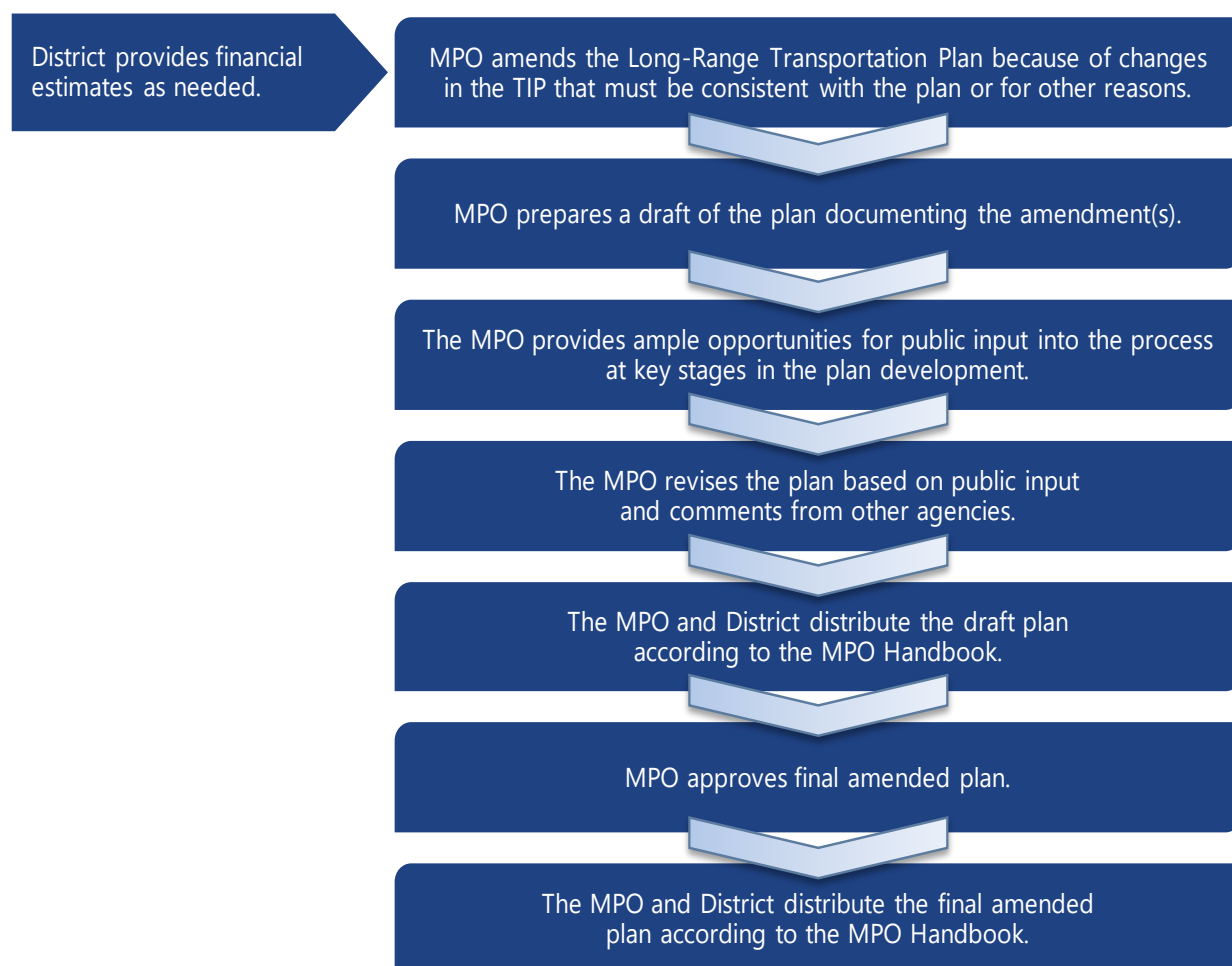 District provides financial
estimates as needed.
MPO amends the Long-Range Transportation Plan because of changes
in the TIP that must be consistent with the plan or for other reasons.
MPO prepares a draft of the plan documenting the amendment(s).
The MPO provides ample opportunities for public input into the process
at key stages in the plan development.
The MPO revises the plan based on public input
and comments from other agencies.
The MPO and District distribute the draft plan
according to the MPO Handbook.
MPO approves final amended plan.
The MPO and District distribute the final amended
plan according to the MPO Handbook.